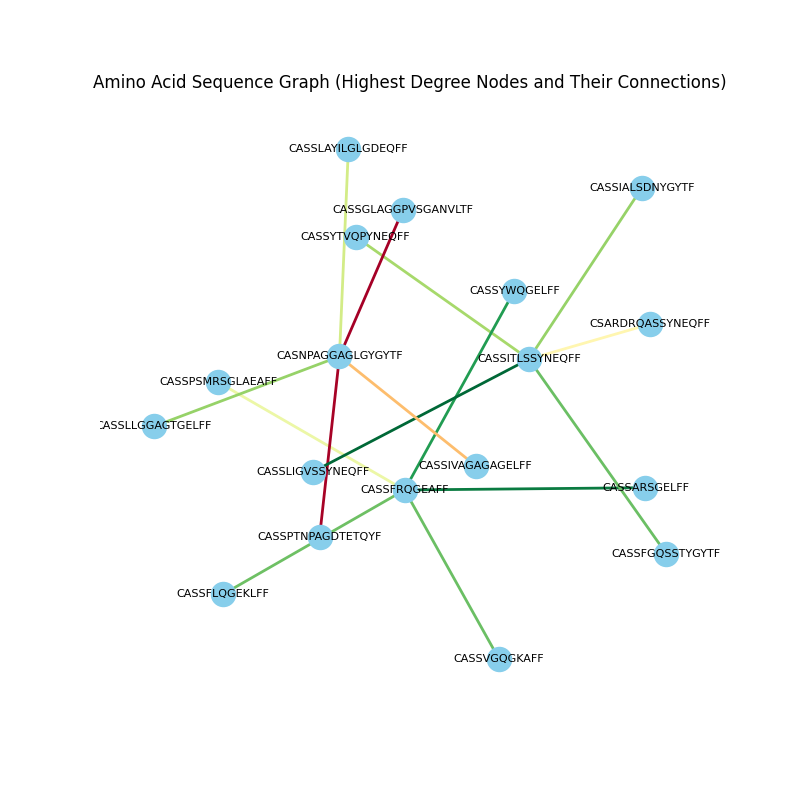 Amino Acid Sequence Graph (Highest Degree Nodes and Their Connections)
CASSLAYILGLGDEQFF
CASSIALSDNYGYTF
CASSGLAGGPVSGANVLTF
CASSYTVQPYNEQFF
CASSYWQGELFF
CSARDRQASSYNEQFF
CASNPAGGAGLGYGYTF
CASSITLSSYNEQFF
CASSPSMRSGLAEAFF
CASSLLGGAGTGELFF
CASSIVAGAGAGELFF
CASSLIGVSSYNEQFF
CASSFRQGEAFF
CASSARSGELFF
CASSPTNPAGDTETQYF
CASSFGQSSTYGYTF
CASSFLQGEKLFF
CASSVGQGKAFF